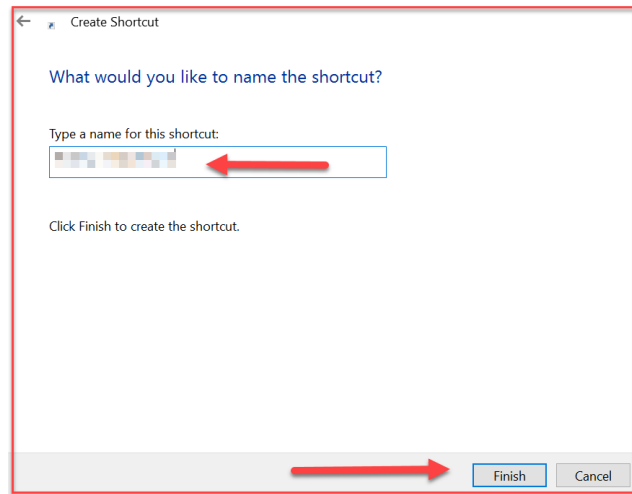 Create Shortcut
What would you like to name the shortcut?
Type a name for this shortcut:
Click Finish to create the shortcut.
Finish
Cancel